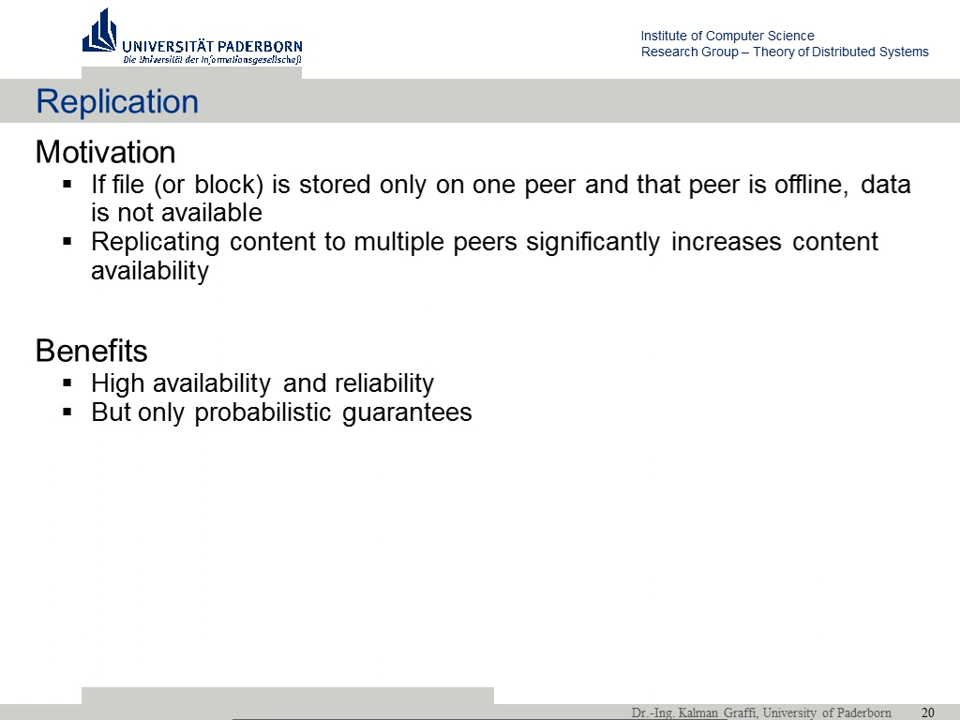 UNIVERSITÄT PADERBORN
Die Universität der Informationsgesellschaft
Institute of Computer Science
Research Group – Theory of Distributed Systems
Replication
Motivation
▪ If file (or block) is stored only on one peer and that peer is offline, data
is not available
▪ Replicating content to multiple peers significantly increases content
availability
Benefits
▪ High availability and reliability
▪ But only probabilistic guarantees
Dr.-Ing. Kalman Graffi, University of Paderborn 20